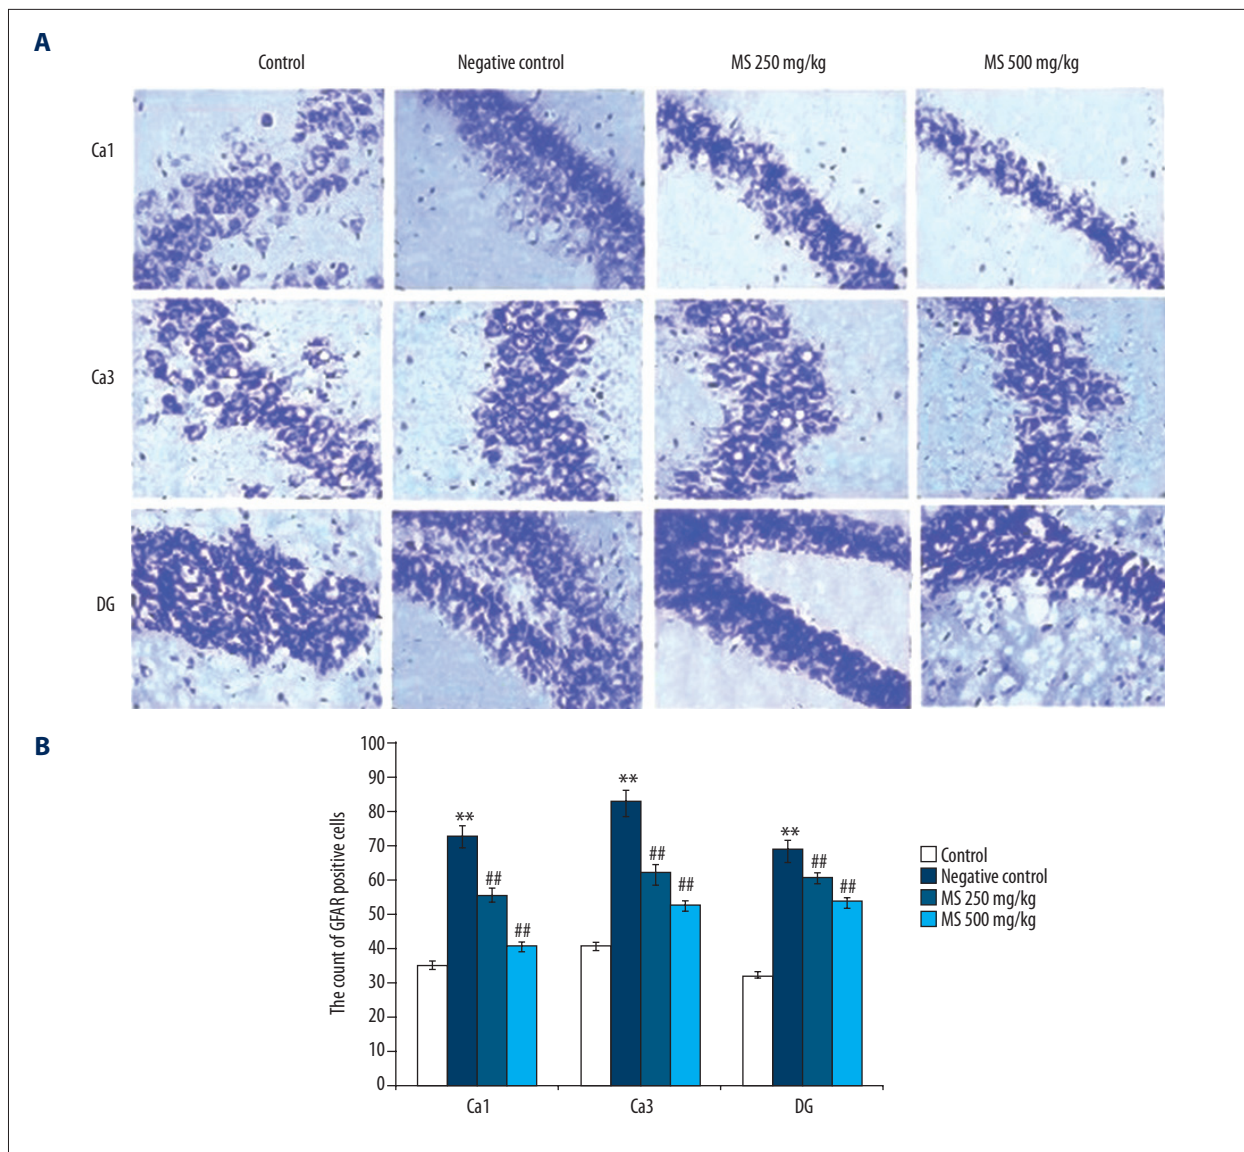 A
Control Negative control MS 250 mg/kg MS 500 mg/kg
Ca1
Ca3
DG
B
The count of GFAR positive cells
100
90
80
70
60
50
40
30
20
10
0
** ## ##
** ## ##
** ## ##
Ca1 Ca3 DG
Control
Negative control
MS 250 mg/kg
MS 500 mg/kg